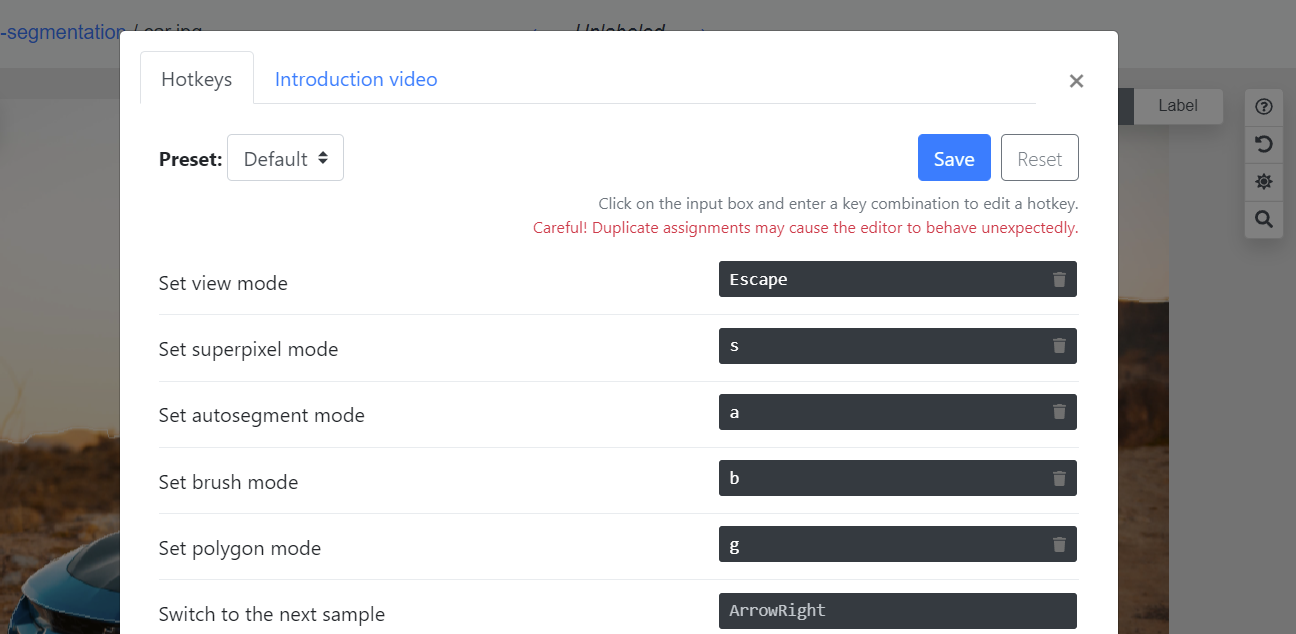 -segmentation / car.jpg
Unlabeled
Hotkeys
Introduction video
×
Label
Preset: Default
Save
Reset
Click on the input box and enter a key combination to edit a hotkey.
Careful! Duplicate assignments may cause the editor to behave unexpectedly.
Set view mode
Escape
Set superpixel mode
s
Set autosegment mode
a
Set brush mode
b
Set polygon mode
g
Switch to the next sample
ArrowRight